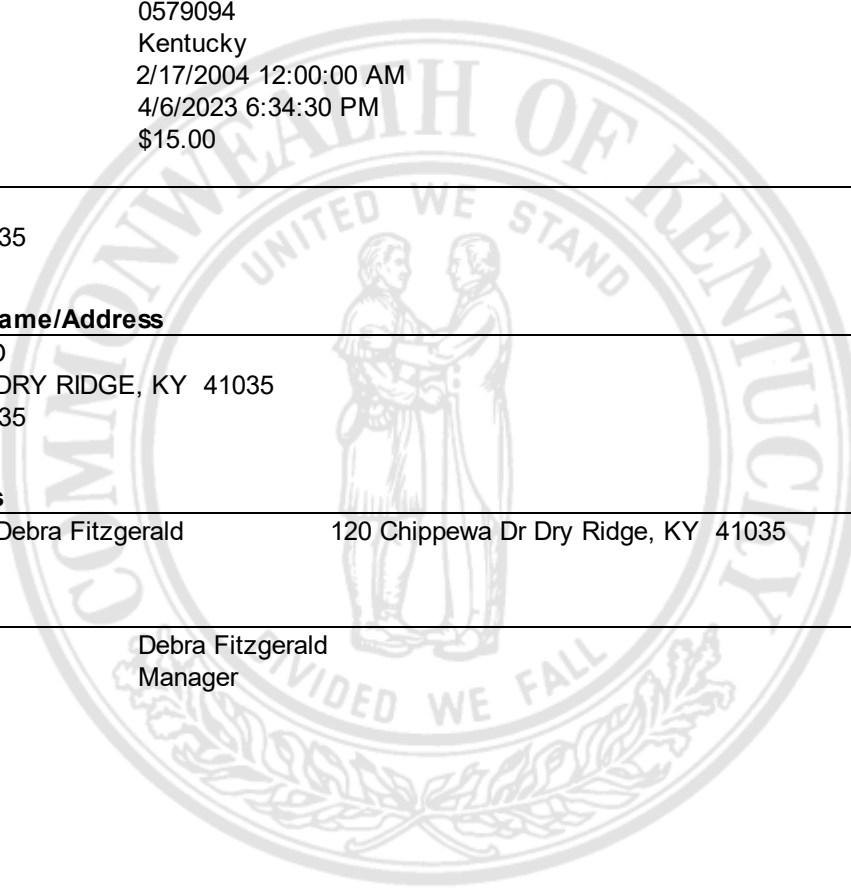 0579094
Kentucky
2/17/2004 12:00:00 AM
4/6/2023 6:34:30 PM
$15.00
35
ame/Address
DRY RIDGE, KY 41035
35
s
Debra Fitzgerald 120 Chippewa Dr Dry Ridge, KY 41035
Debra Fitzgerald
Manager
COMMONWEALTH OF KENTUCKY
UNITED WE STAND
DIVIDED WE FALL